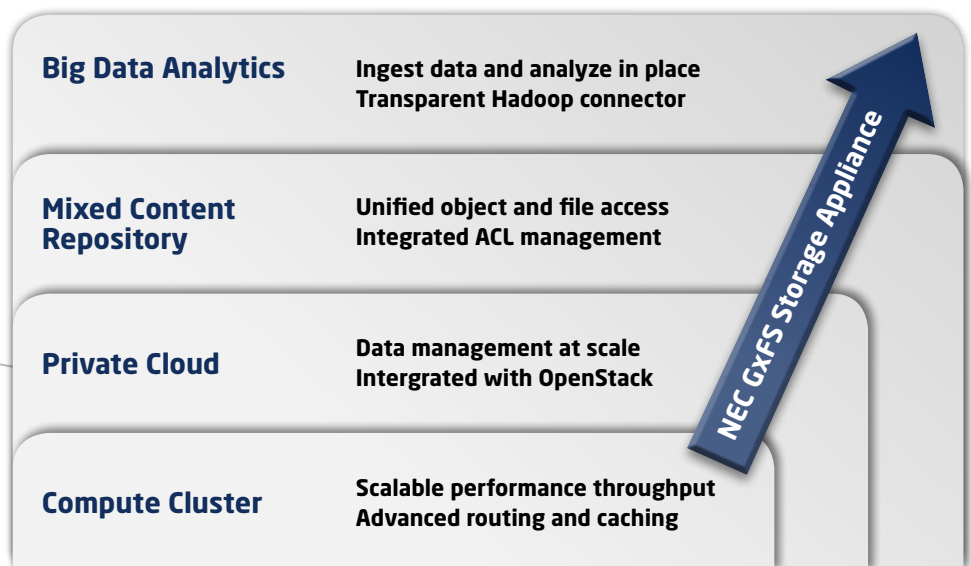 Big Data Analytics
Ingest data and analyze in place
Transparent Hadoop connector
Mixed Content
Repository
Unified object and file access
Integrated ACL management
Private Cloud
Data management at scale
Intergrated with OpenStack
Compute Cluster
Scalable performance throughput
Advanced routing and caching
NEC GxFS Storage Appliance